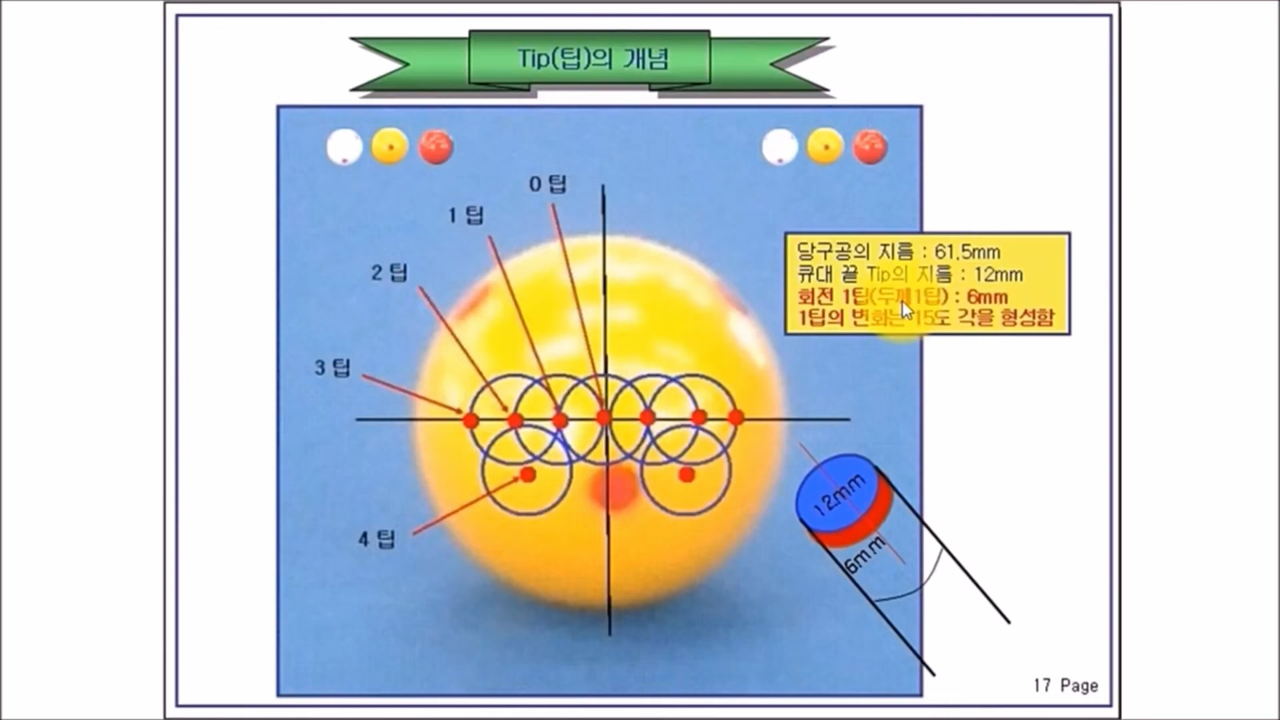 Tip(팁)의 개념
0 팁
1 팁
2 팁
3 팁
4 팁
당구공의 지름 : 61.5mm
큐대 끝 Tip의 지름 : 12mm
회전 1팁(두께1팁) : 6mm
1팁의 변화는 15도 각을 형성함
12mm
6mm
17 Page